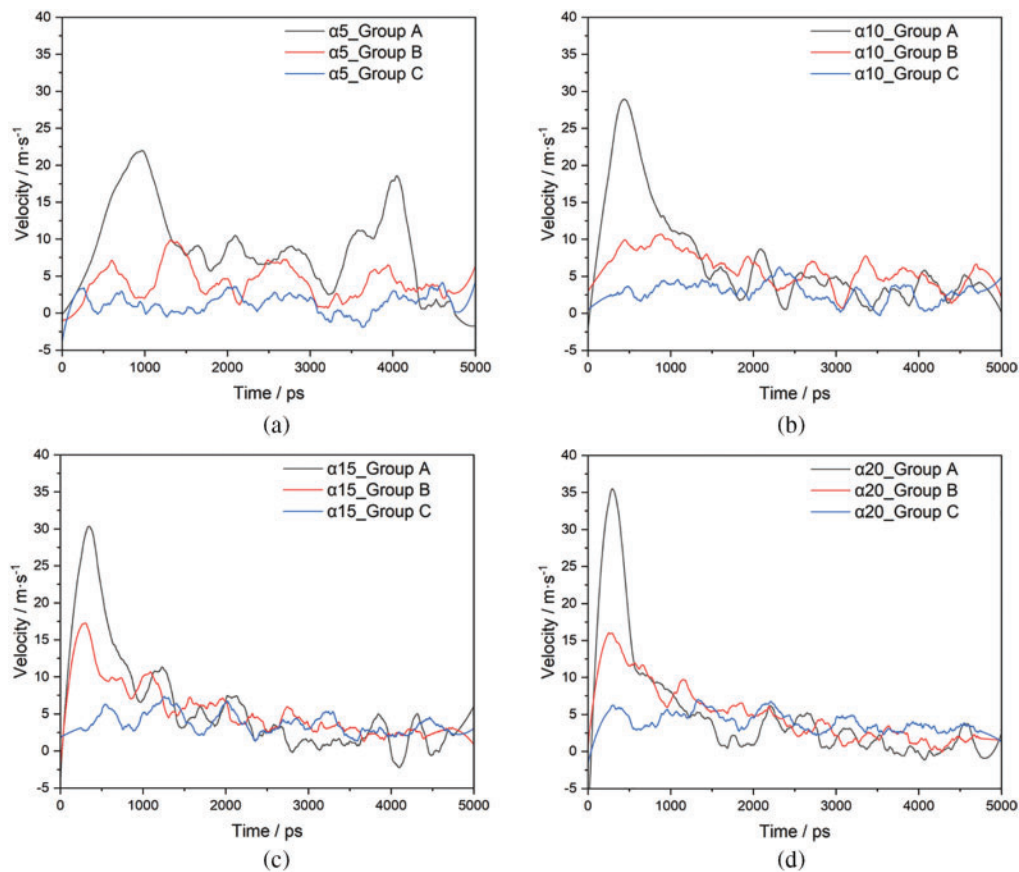 40
35
30
25
20
15
10
5
0
-5
Velocity / m·s⁻¹
α5_Group A
α5_Group B
α5_Group C
0 1000 2000 3000 4000 5000
Time / ps
(a)
40
35
30
25
20
15
10
5
0
-5
Velocity / m·s⁻¹
α10_Group A
α10_Group B
α10_Group C
0 1000 2000 3000 4000 5000
Time / ps
(b)
40
35
30
25
20
15
10
5
0
-5
Velocity / m·s⁻¹
α15_Group A
α15_Group B
α15_Group C
0 1000 2000 3000 4000 5000
Time / ps
(c)
40
35
30
25
20
15
10
5
0
-5
Velocity / m·s⁻¹
α20_Group A
α20_Group B
α20_Group C
0 1000 2000 3000 4000 5000
Time / ps
(d)